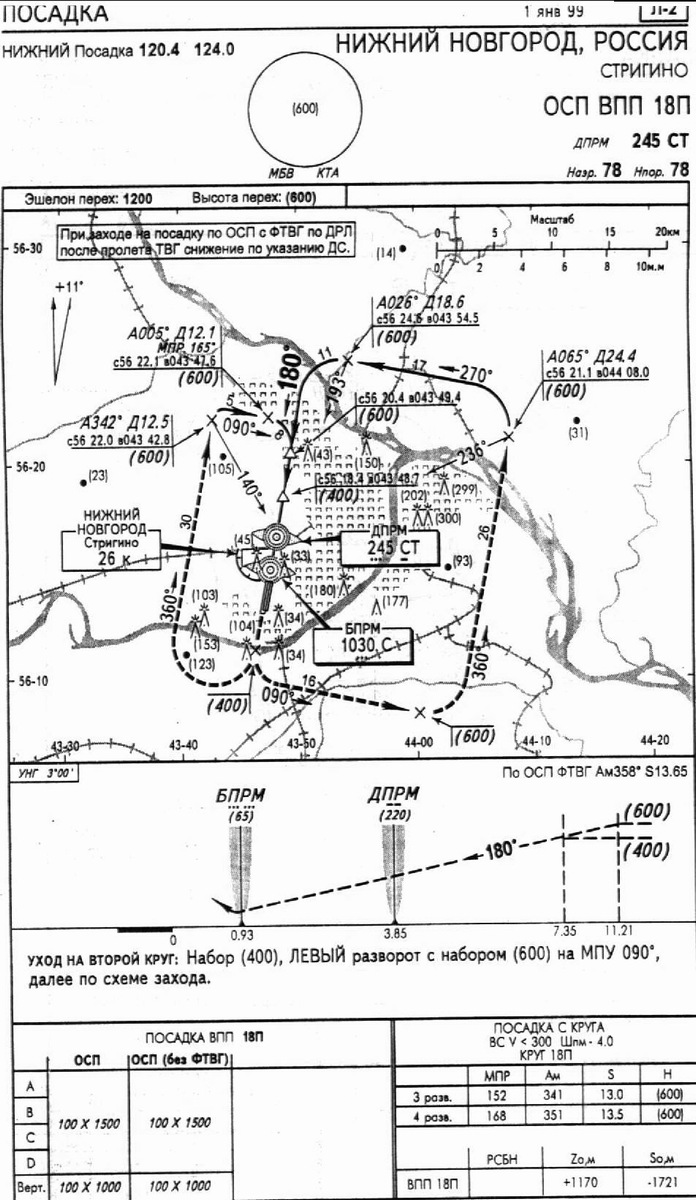 ПОСАДКА
1 янв 99
Л-2
НИЖНИЙ Посадка 120.4 124.0
НИЖНИЙ НОВГОРОД, РОССИЯ
СТРИГИНО
(600)
ОСП ВПП 18П
ДПРМ 245 СТ
МБВ КТА
Наэр. 78 Нпор. 78
Эшелон перех: 1200 Высота перех: (600)
При заходе на посадку по ОСП с ФТВГ по ДРЛ
после пролета ТВГ снижение по указанию ДС.
Масштаб
0 5 10 15 20км
0 2 4 6 8 10м.м
56-30
(14)
+11°
А026° Д18.6
с56 24.6 в043 54.5
(600)
А005° Д12.1
МПР 165°
с56 22.1 в043 47.6
(600)
180°
11
193°
17
270°
А065° Д24.4
с56 21.1 в044 08.0
(600)
с56 20.4 в043 49.4
(600)
А342° Д12.5
с56 22.0 в043 42.8
(600)
5
090°
8
(31)
(43)
(150)
236°
56-20
(105)
(23)
140°
с56 18.4 в043 48.7
(400)
(202)
(299)
(300)
26
30
НИЖНИЙ
НОВГОРОД
Стригино
26 к
(45)
(33)
ДПРМ
245 СТ
(93)
(180)
(177)
360°
(103)
(153)
(104)
(34)
БПРМ
1030 С
(34)
(123)
360°
56-10
(400)
090°
16
(600)
43-30 43-40 43-50 44-00 44-10 44-20
УНГ 3°00'
По ОСП ФТВГ Ам358° S13.65
БПРМ
(65)
ДПРМ
(220)
(600)
180°
(400)
0 0.93 3.85 7.35 11.21
УХОД НА ВТОРОЙ КРУГ: Набор (400), ЛЕВЫЙ разворот с набором (600) на МПУ 090°,
далее по схеме захода.
ПОСАДКА ВПП 18П
ОСП ОСП (без ФТВГ)
A
B
C
D
100 X 1500 100 X 1500
Верт. 100 X 1000 100 X 1000
ПОСАДКА С КРУГА
ВС V < 300 Шпм - 4.0
КРУГ 18П
МПР Ам S H
3 разв. 152 341 13.0 (600)
4 разв. 168 351 13.5 (600)
РСБН Zо,м Sо,м
ВПП 18П +1170 -1721